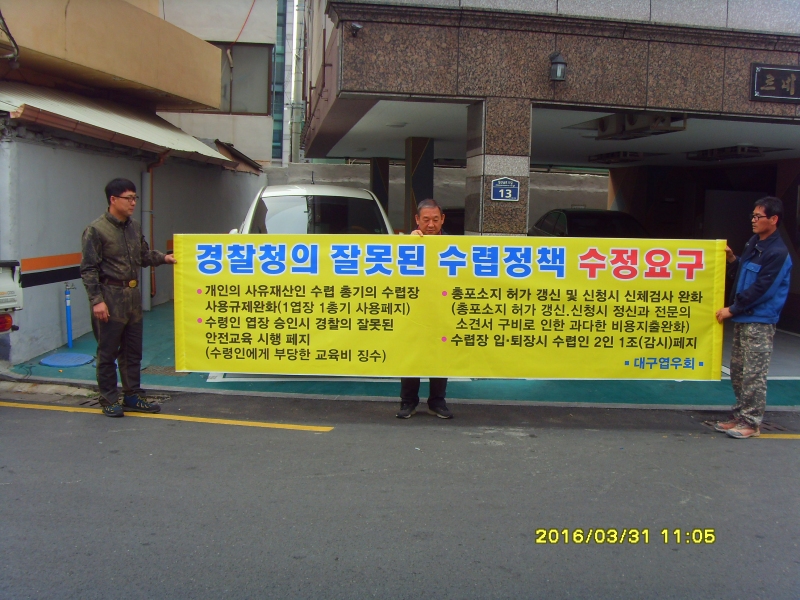 경찰청의 잘못된 수렵정책 수정요구
• 개인의 사유재산인 수렵 총기의 수렵장
사용규제완화(1엽장 1총기 사용폐지)
• 수령인 엽장 승인시 경찰의 잘못된
안전교육 시행 폐지
(수령인에게 부당한 교육비 징수)
• 총포소지 허가 갱신 및 신청시 신체검사 완화
(총포소지 허가 갱신.신청시 정신과 전문의
소견서 구비로 인한 과다한 비용지출완화)
• 수렵장 입·퇴장시 수렵인 2인 1조(감시)폐지
▪ 대구엽우회 ▪
13
2016/03/31 11:05